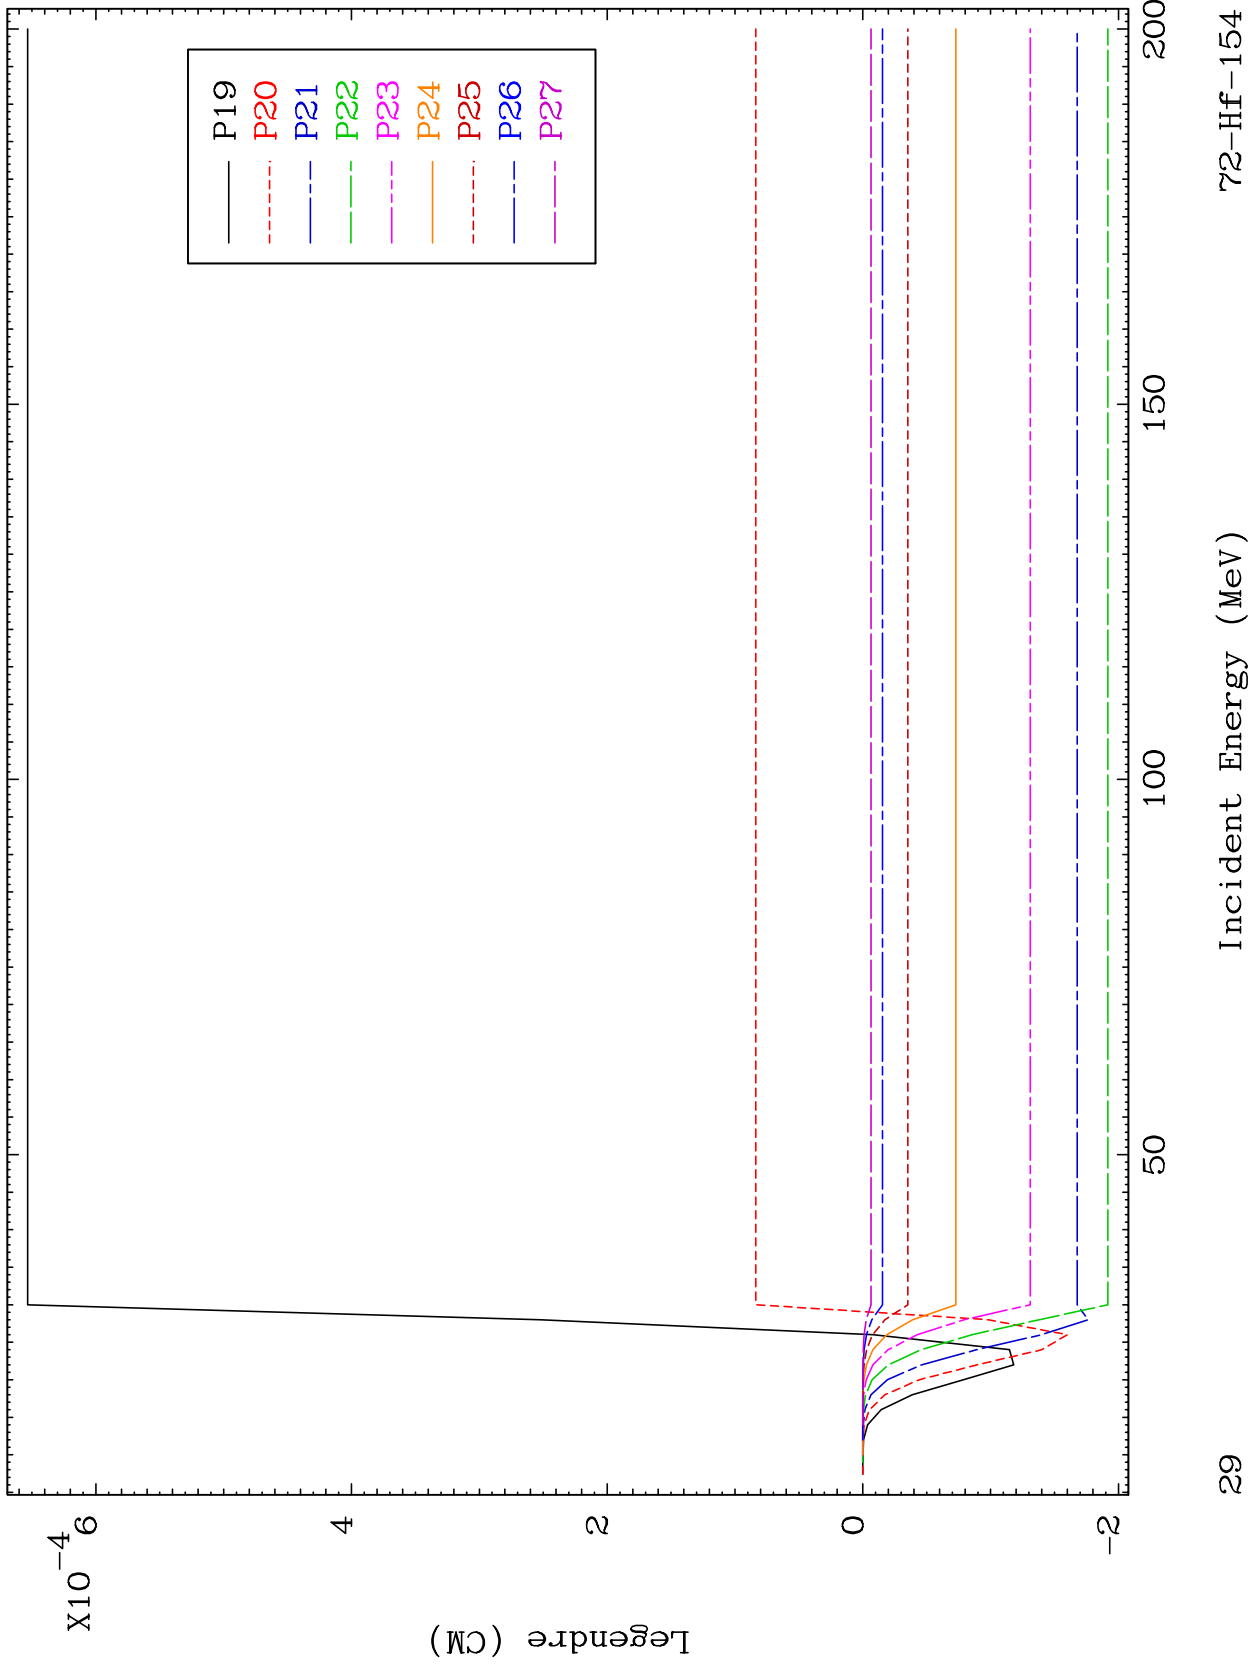 X10-4
6
4
2
0
-2
Legendre (CM)
P19
P20
P21
P22
P23
P24
P25
P26
P27
50
100
150
200
Incident Energy (MeV)
29
72-Hf-154